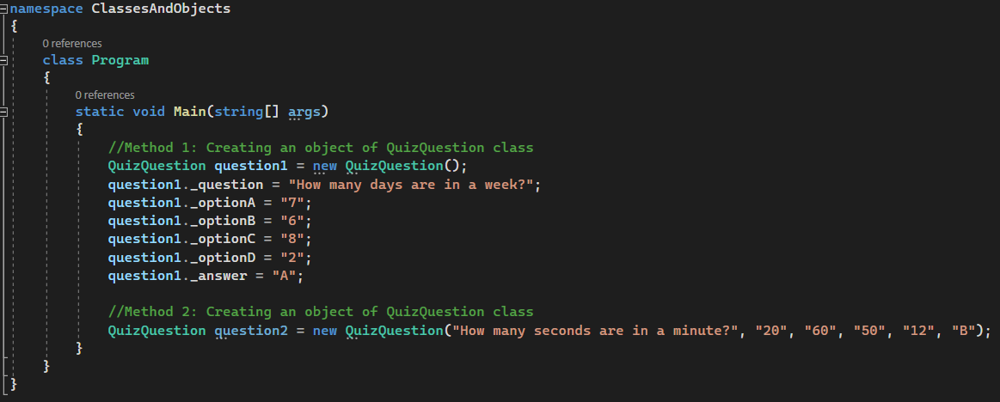 namespace ClassesAndObjects
{
0 references
class Program
{
0 references
static void Main(string[] args)
{
//Method 1: Creating an object of QuizQuestion class
QuizQuestion question1 = new QuizQuestion();
question1._question = "How many days are in a week?";
question1._optionA = "7";
question1._optionB = "6";
question1._optionC = "8";
question1._optionD = "2";
question1._answer = "A";
//Method 2: Creating an object of QuizQuestion class
QuizQuestion question2 = new QuizQuestion("How many seconds are in a minute?", "20", "60", "50", "12", "B");
}
}
}